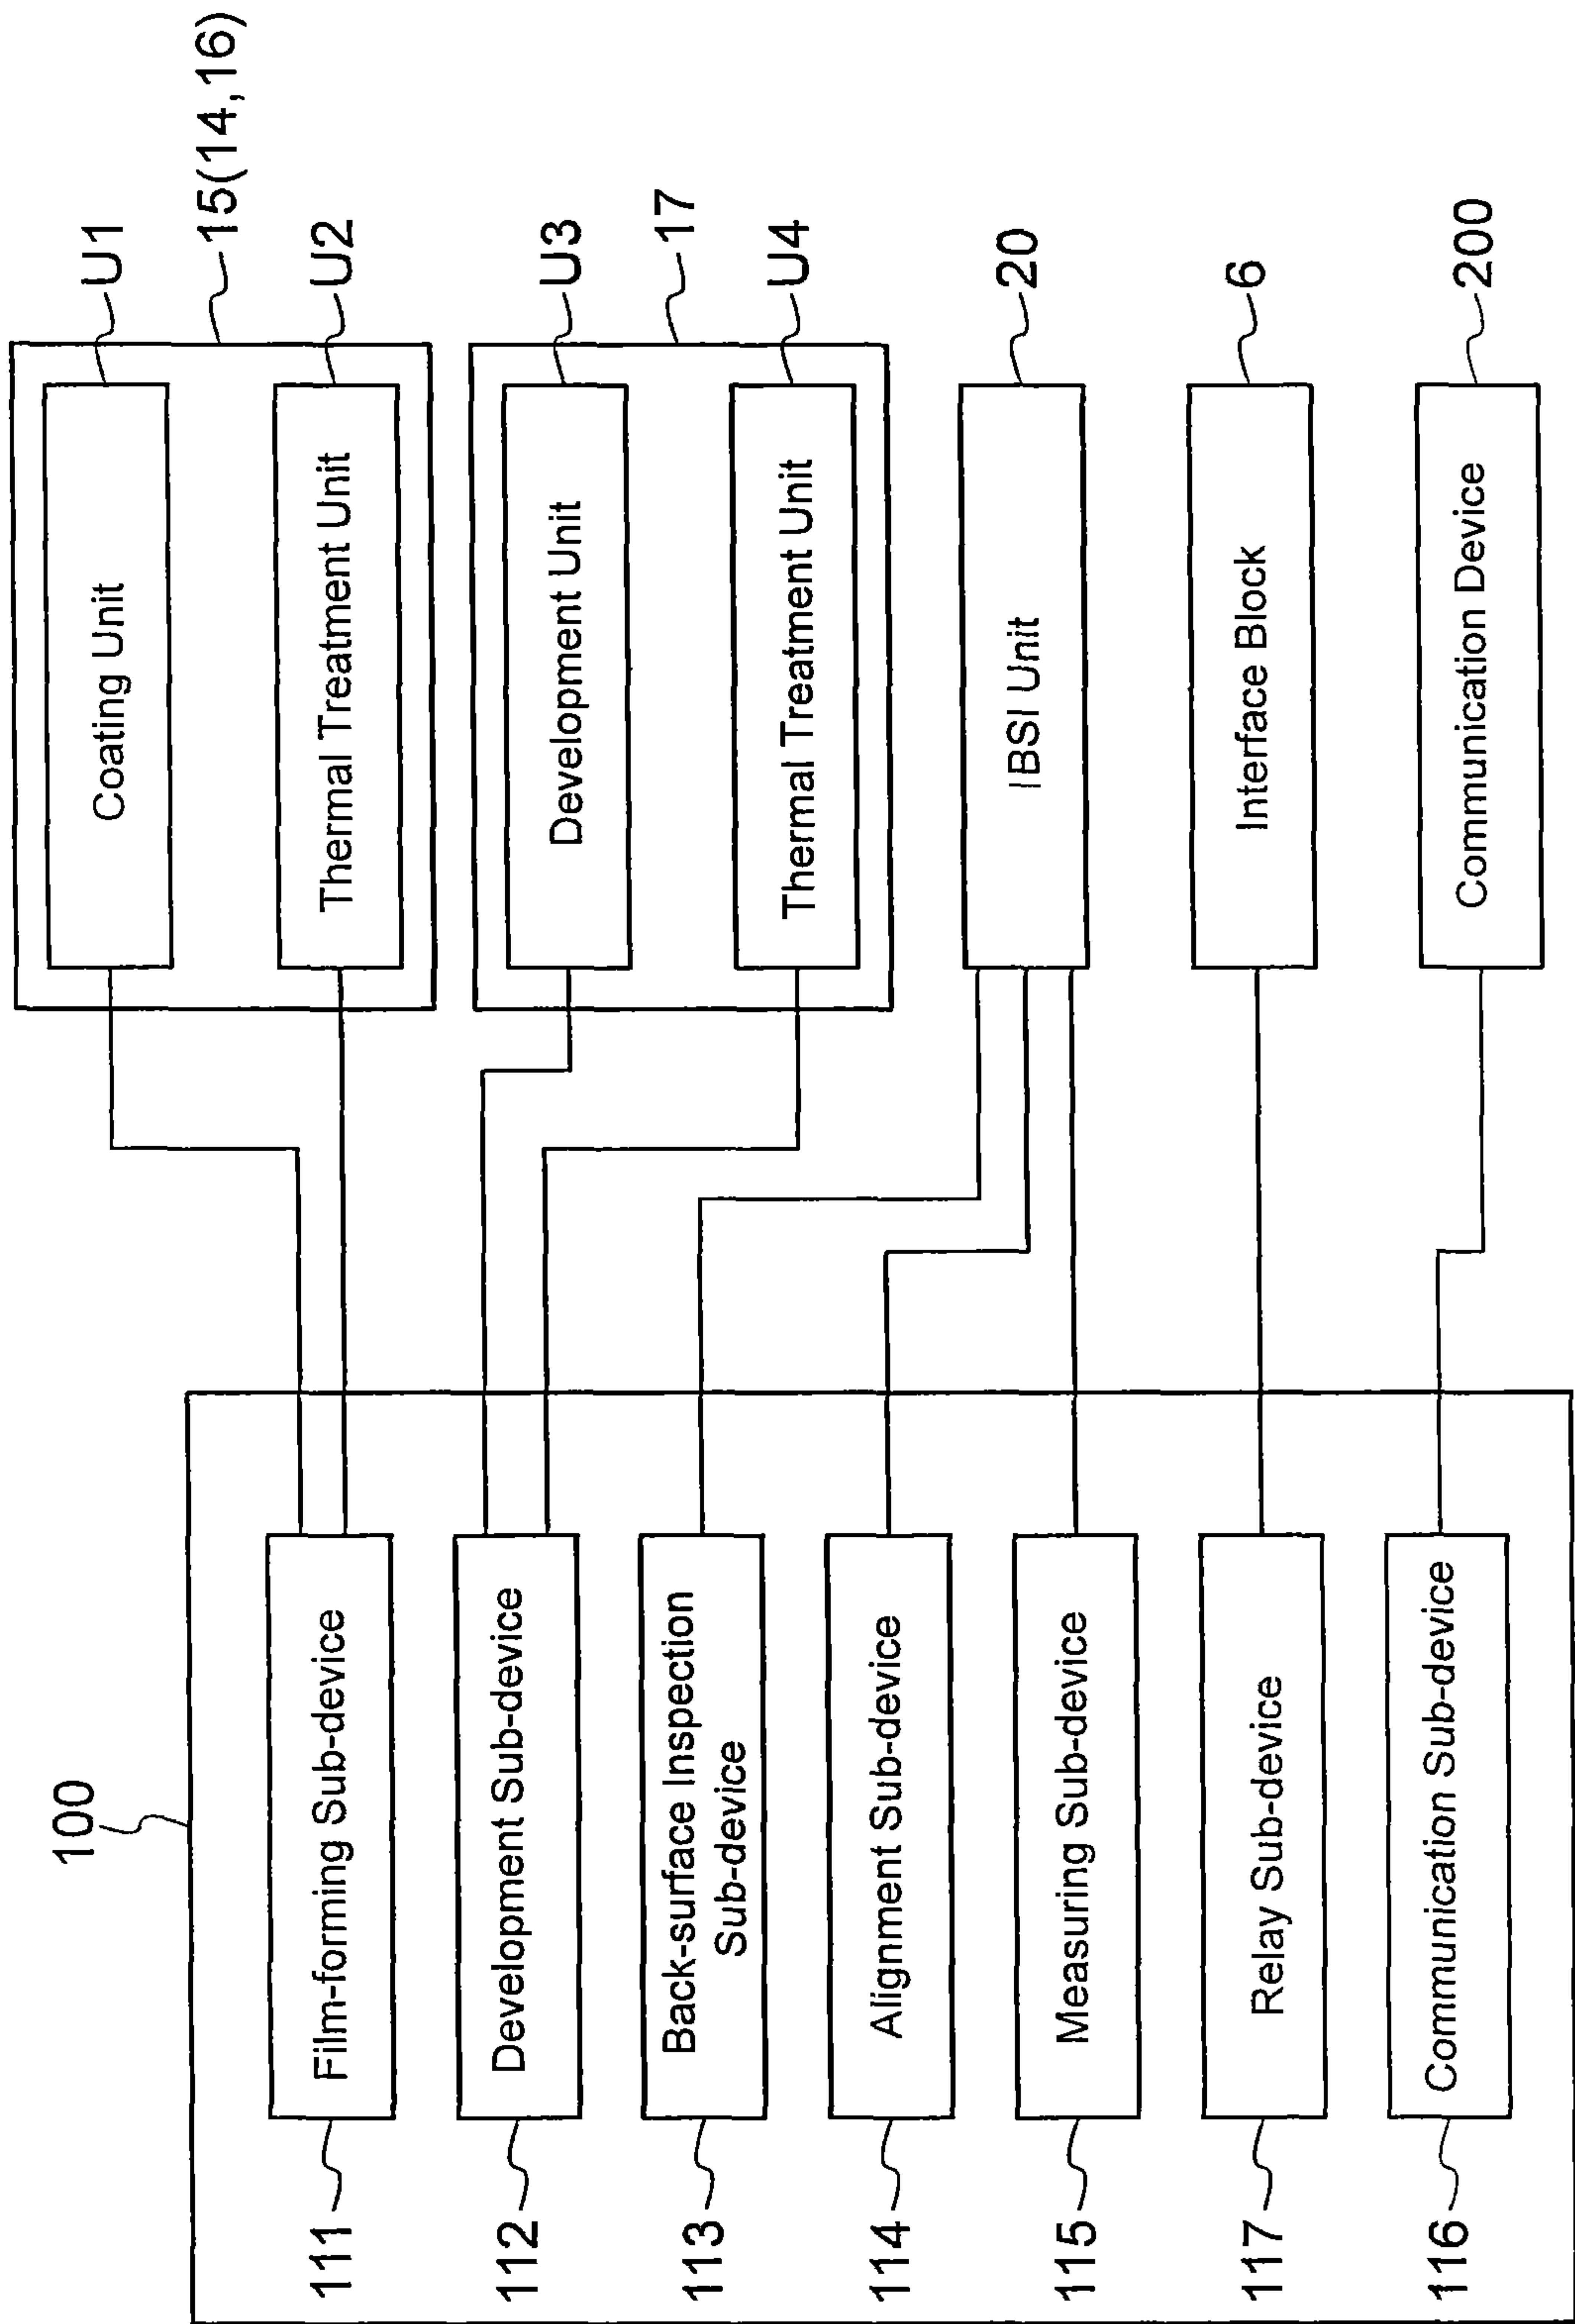 100
111
Film-forming Sub-device
112
Development Sub-device
113
Back-surface Inspection
Sub-device
114
Alignment Sub-device
115
Measuring Sub-device
117
Relay Sub-device
116
Communication Sub-device
15(14,16)
Coating Unit
U1
Thermal Treatment Unit
U2
17
Development Unit
U3
Thermal Treatment Unit
U4
IBSI Unit
20
Interface Block
6
Communication Device
200